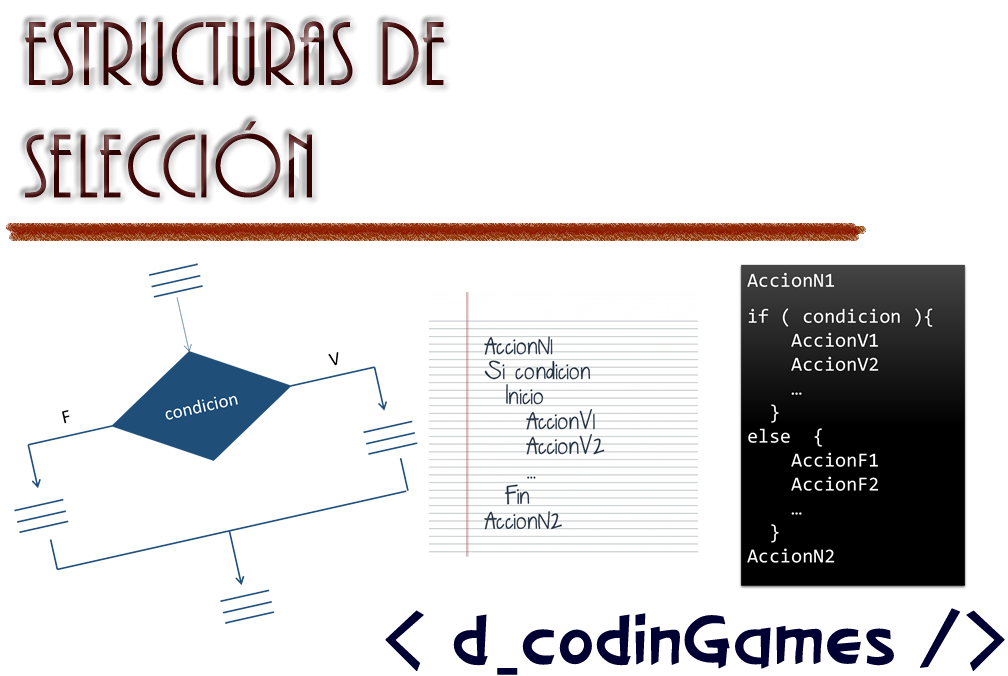 ESTRUCTURAS DE
SELECCIÓN
V
condicion
F
AccionN1
Si condicion
Inicio
AccionV1
AccionV2
...
Fin
AccionN2
AccionN1
if ( condicion ){
AccionV1
AccionV2
…
}
else {
AccionF1
AccionF2
…
}
AccionN2
< d_codinGames />